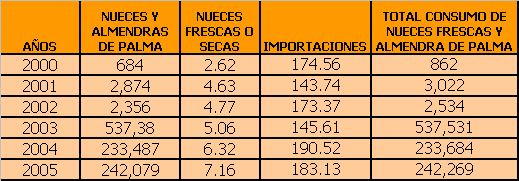 AÑOS NUECES Y ALMENDRAS DE PALMA NUECES FRESCAS O SECAS IMPORTACIONES TOTAL CONSUMO DE NUECES FRESCAS Y ALMENDRA DE PALMA
2000 684 2.62 174.56 862
2001 2,874 4.63 143.74 3,022
2002 2,356 4.77 173.37 2,534
2003 537,38 5.06 145.61 537,531
2004 233,487 6.32 190.52 233,684
2005 242,079 7.16 183.13 242,269